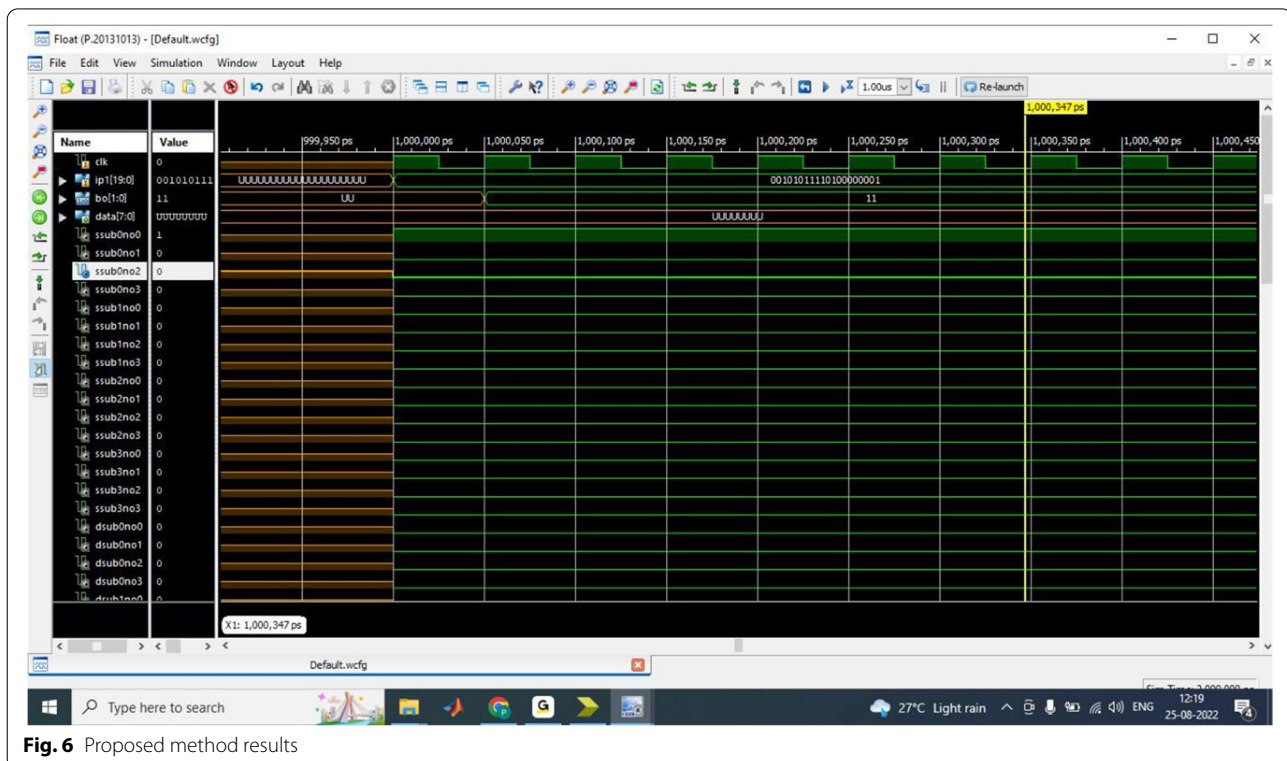 Float (P.20131013) - [Default.wcfg]
File Edit View Simulation Window Layout Help
1.00us Re-launch
1,000,347 ps
Name Value 999,950 ps 1,000,000 ps 1,000,050 ps 1,000,100 ps 1,000,150 ps 1,000,200 ps 1,000,250 ps 1,000,300 ps 1,000,350 ps 1,000,400 ps 1,000,450
clk 0
ip1[19:0] 001010111 UUUUUUUUUUUUUUUUUUUU 00101011110100000001
bo[1:0] 11 UU 11
data[7:0] UUUUUUUU UUUUUUUU
ssub0no0 1
ssub0no1 0
ssub0no2 0
ssub0no3 0
ssub1no0 0
ssub1no1 0
ssub1no2 0
ssub1no3 0
ssub2no0 0
ssub2no1 0
ssub2no2 0
ssub2no3 0
ssub3no0 0
ssub3no1 0
ssub3no2 0
ssub3no3 0
dsub0no0 0
dsub0no1 0
dsub0no2 0
dsub0no3 0
dsub1no0 0
X1: 1,000,347 ps
Default.wcfg
Type here to search 27°C Light rain ENG 12:19
25-08-2022
Fig. 6 Proposed method results